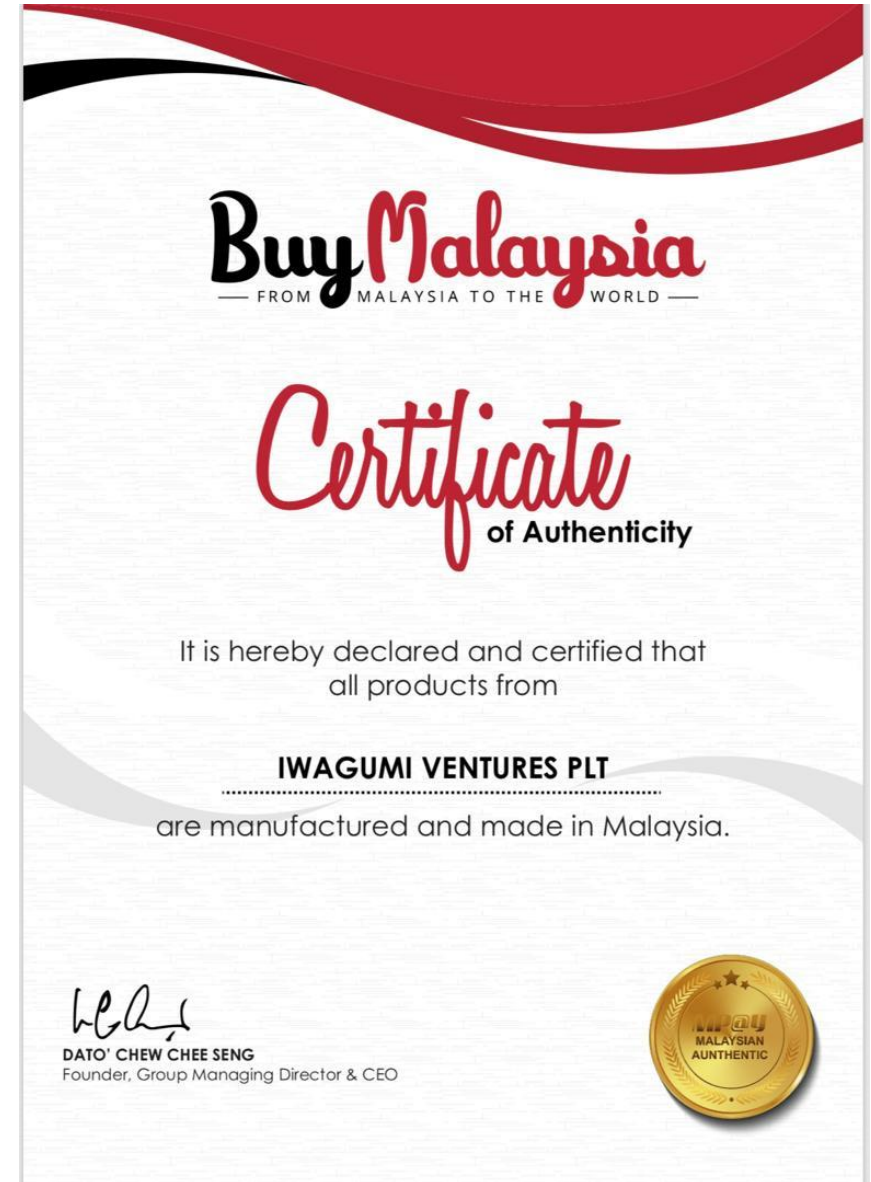 Buy Malaysia
FROM MALAYSIA TO THE WORLD
Certificate
of Authenticity
It is hereby declared and certified that
all products from
IWAGUMI VENTURES PLT
are manufactured and made in Malaysia.
DATO' CHEW CHEE SENG
Founder, Group Managing Director & CEO
MP@y
MALAYSIAN
AUNTHENTIC